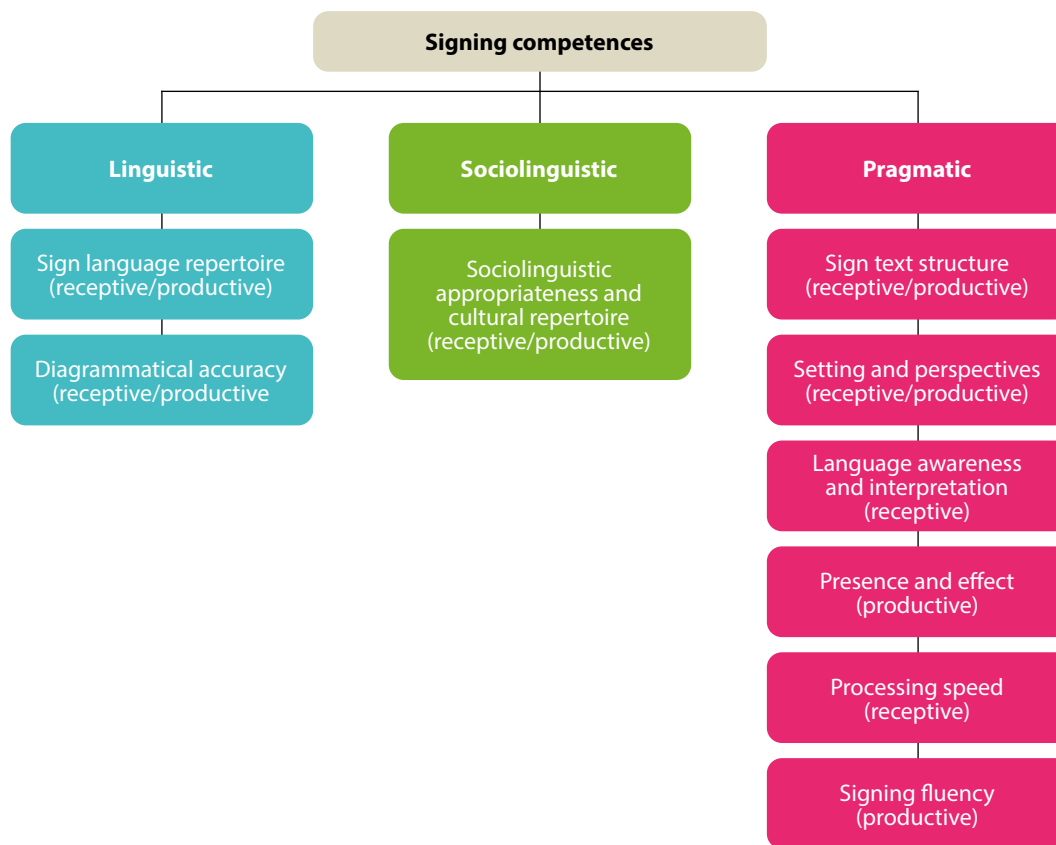 Signing competences
Linguistic
Sign language repertoire
(receptive/productive)
Diagrammatical accuracy
(receptive/productive
Sociolinguistic
Sociolinguistic
appropriateness and
cultural repertoire
(receptive/productive)
Pragmatic
Sign text structure
(receptive/productive)
Setting and perspectives
(receptive/productive)
Language awareness
and interpretation
(receptive)
Presence and effect
(productive)
Processing speed
(receptive)
Signing fluency
(productive)